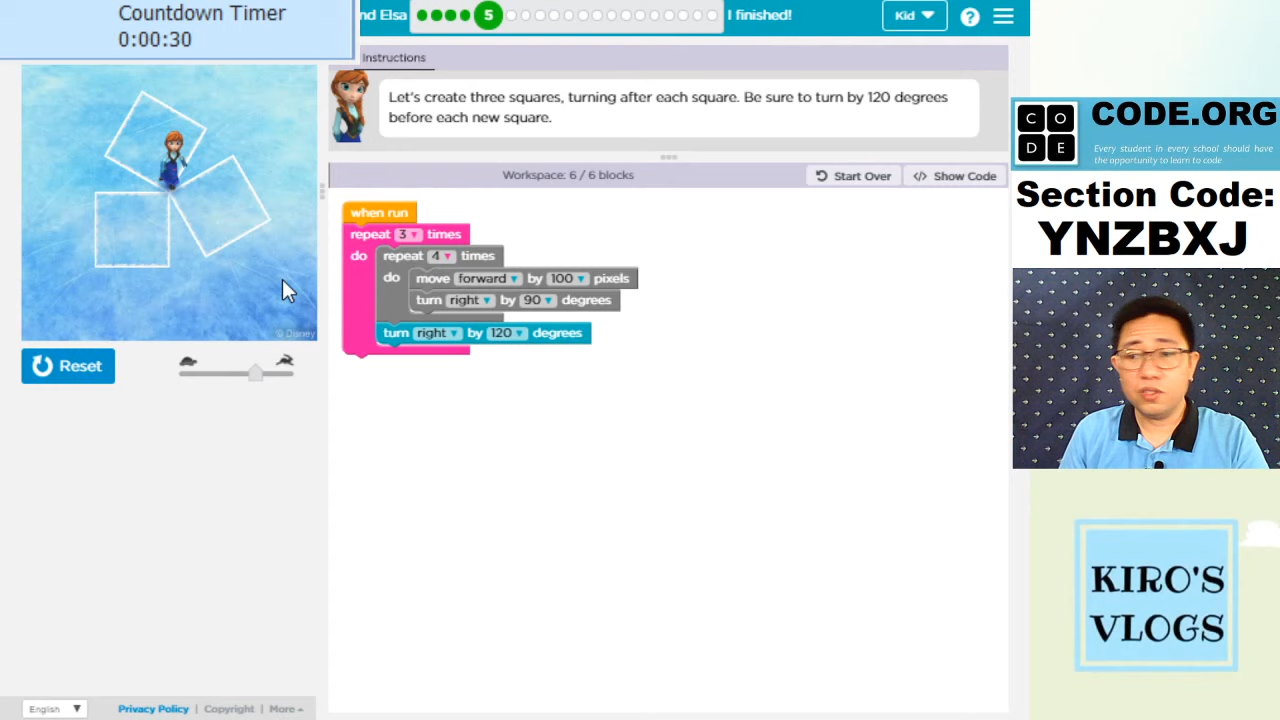 Countdown Timer
0:00:30
nd Elsa
5
I finished!
Kid
?
Instructions
Let's create three squares, turning after each square. Be sure to turn by 120 degrees
before each new square.
Workspace: 6 / 6 blocks
Start Over
</> Show Code
when run
repeat 3 times
do repeat 4 times
do move forward by 100 pixels
turn right by 90 degrees
turn right by 120 degrees
© Disney
Reset
English
Privacy Policy | Copyright | More
C O
D E
CODE.ORG
Every student in every school should have
the opportunity to learn to code
Section Code:
YNZBXJ
KIRO'S
VLOGS